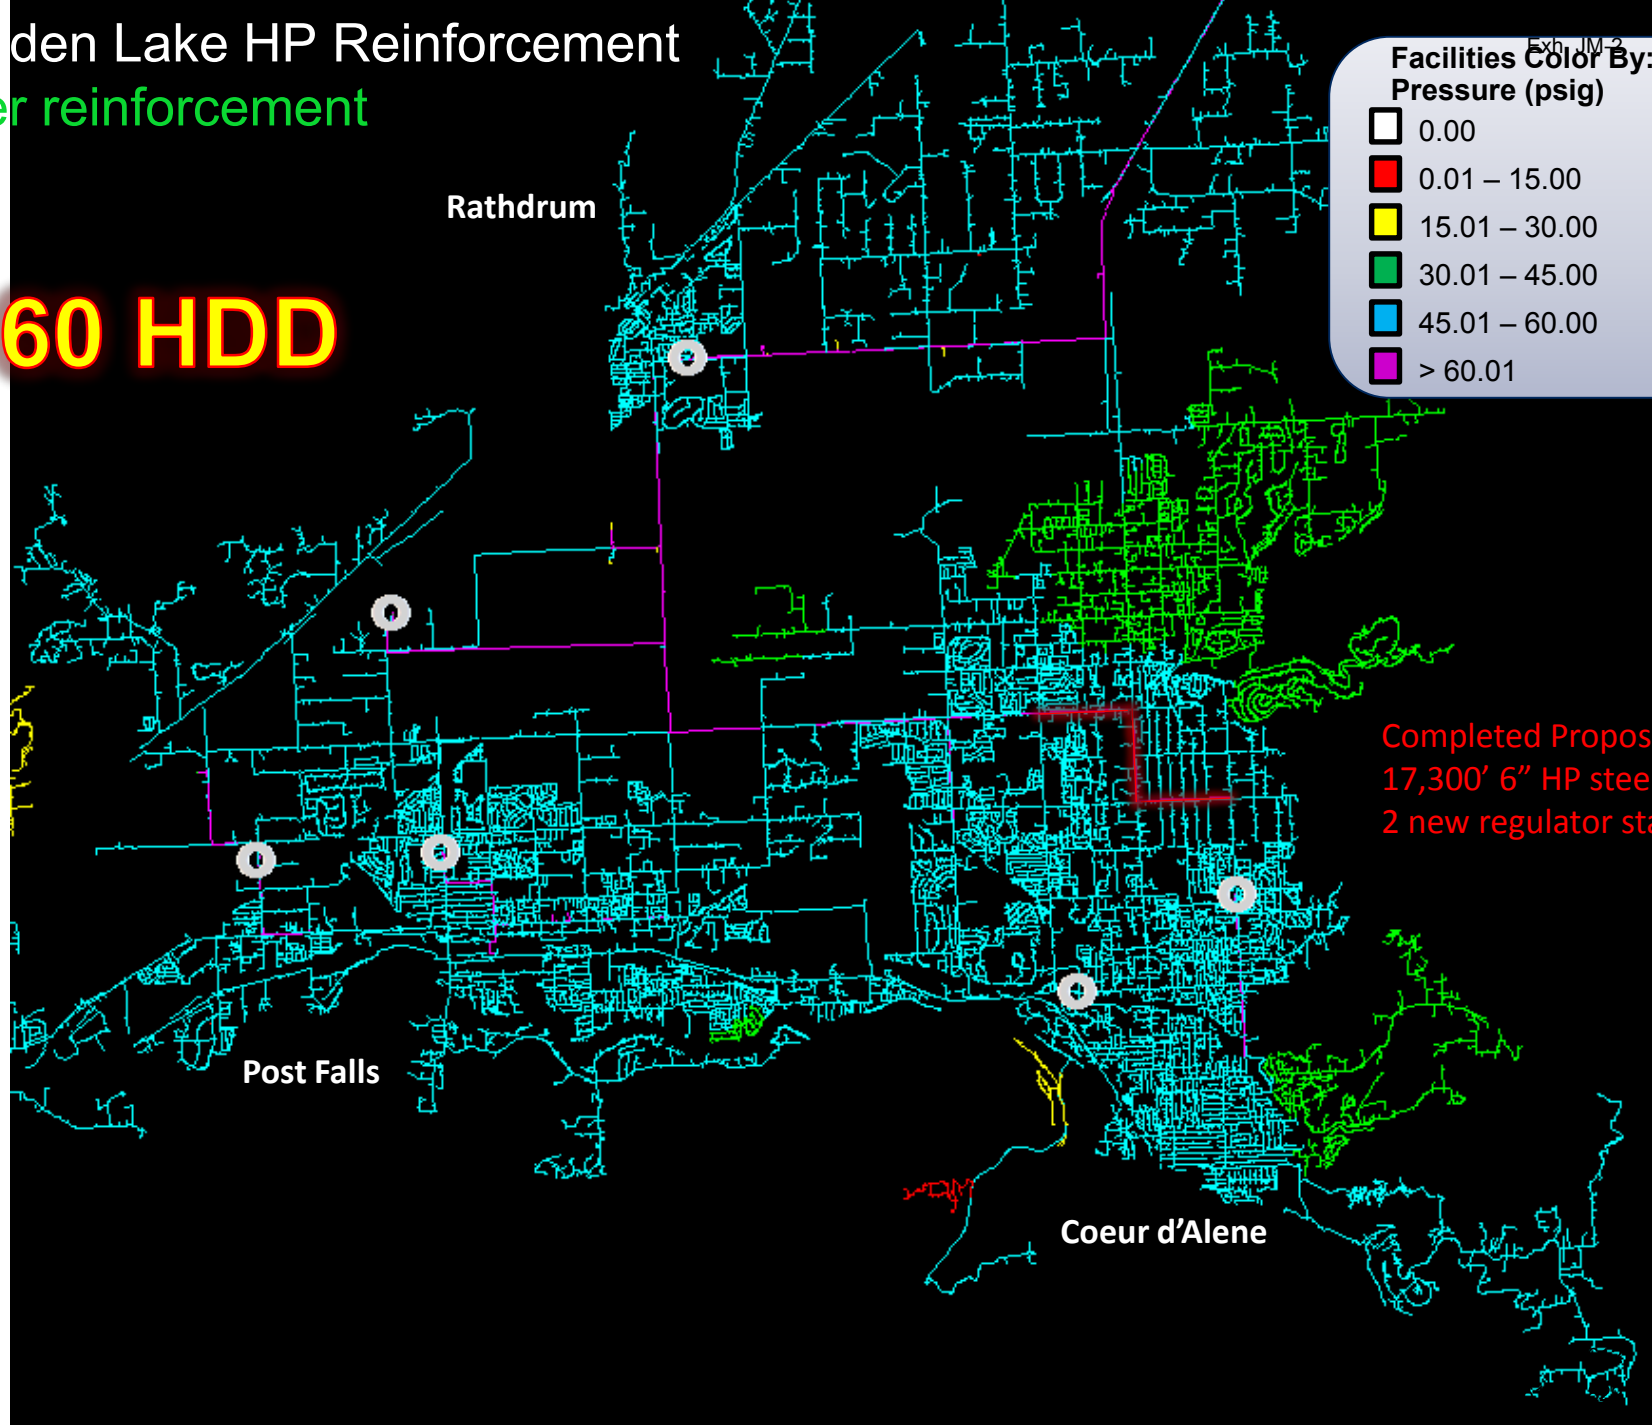 den Lake HP Reinforcement
er reinforcement
Exh. JM-2
Facilities Color By:
Pressure (psig)
0.00
0.01 – 15.00
15.01 – 30.00
30.01 – 45.00
45.01 – 60.00
> 60.01
Rathdrum
60 HDD
Completed Propos
17,300’ 6” HP stee
2 new regulator sta
Post Falls
Coeur d’Alene